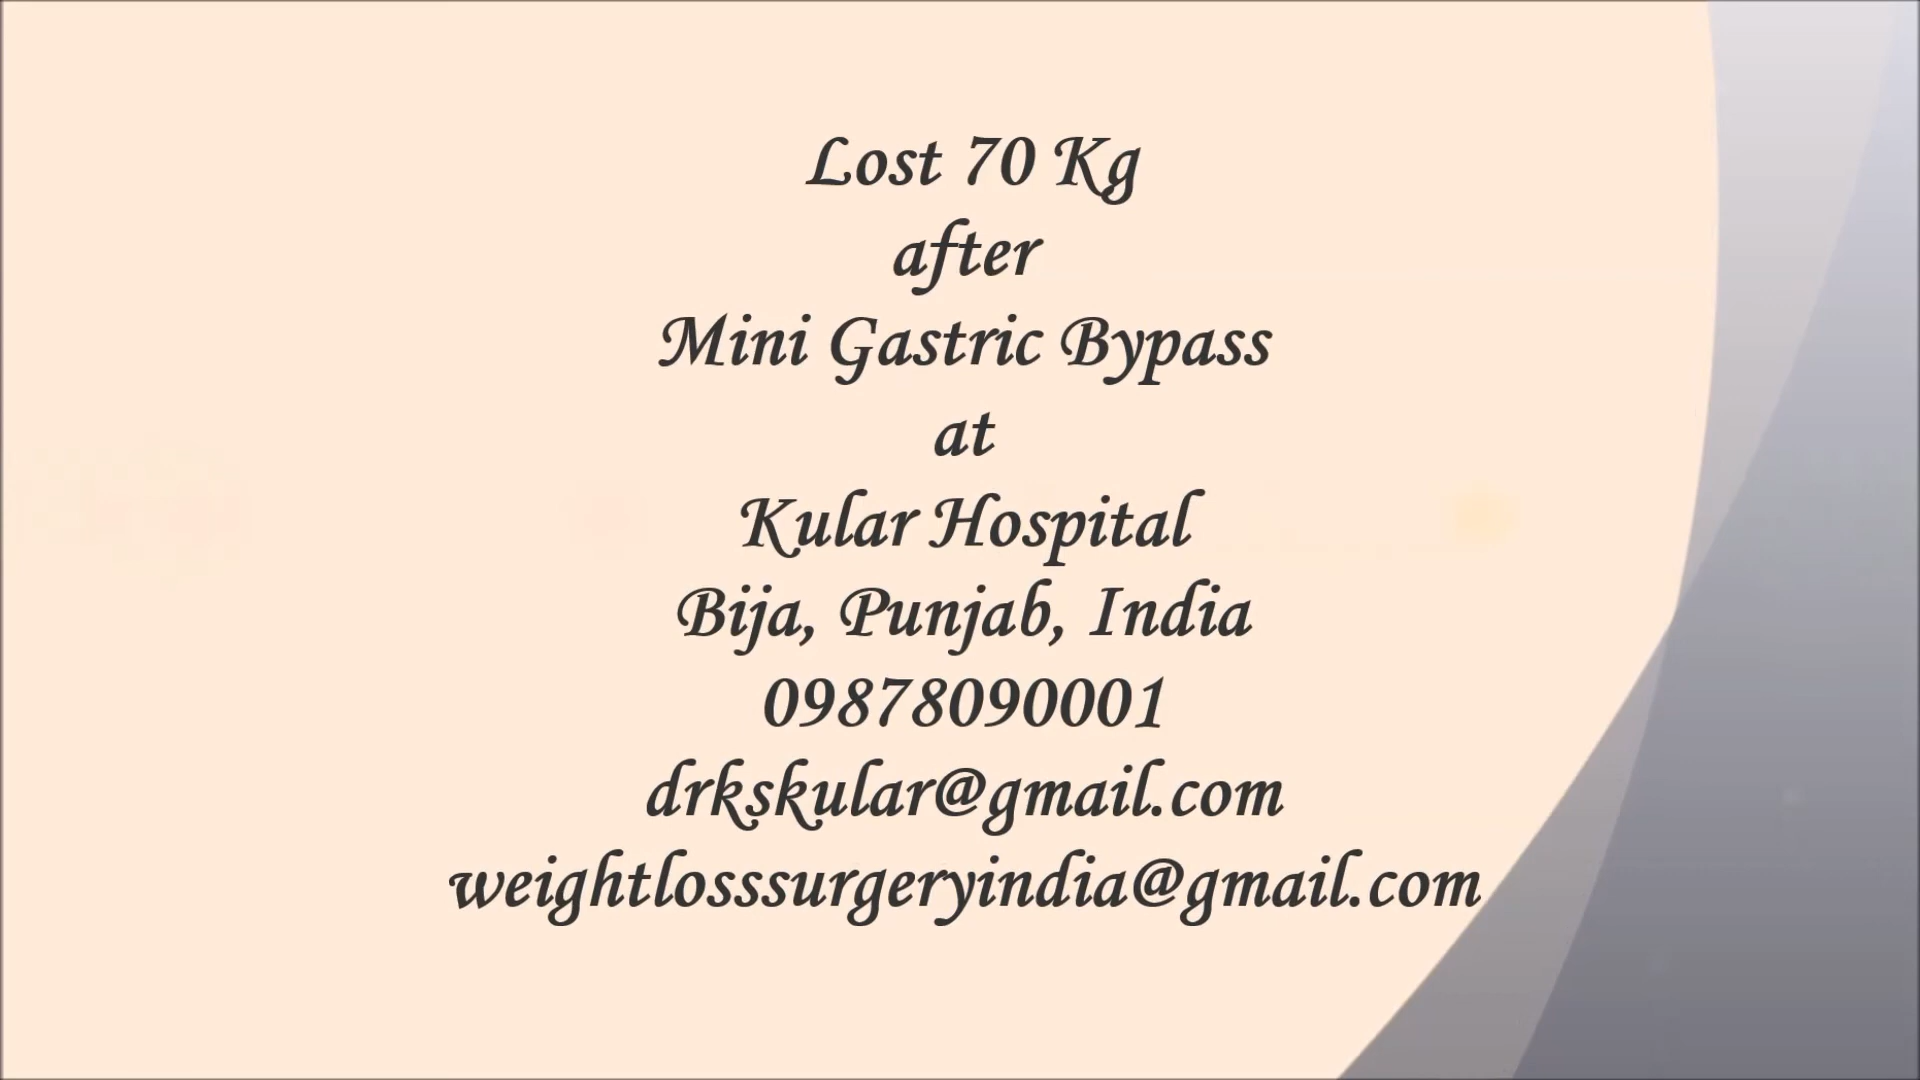 Lost 70 Kg
after
Mini Gastric Bypass
at
Kular Hospital
Bija, Punjab, India
09878090001
drkskular@gmail.com
weightlosssurgeryindia@gmail.com